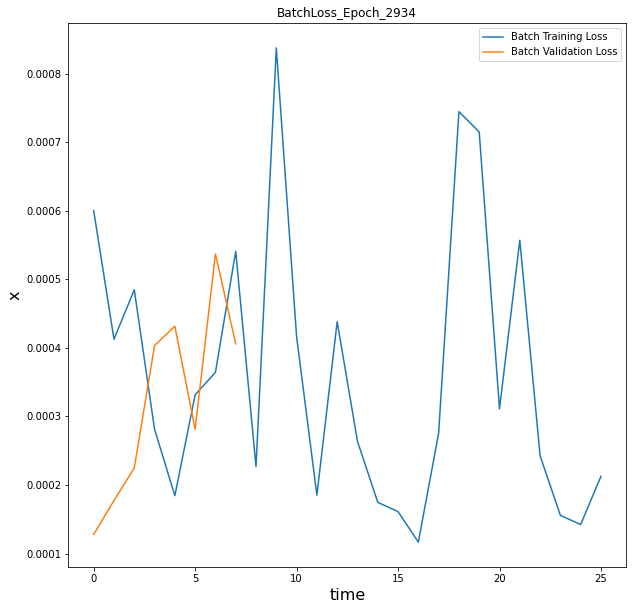 BatchLoss_Epoch_2934
Batch Training Loss
Batch Validation Loss
0.0008
0.0007
0.0006
0.0005
0.0004
0.0003
0.0002
0.0001
x
0 5 10 15 20 25
time